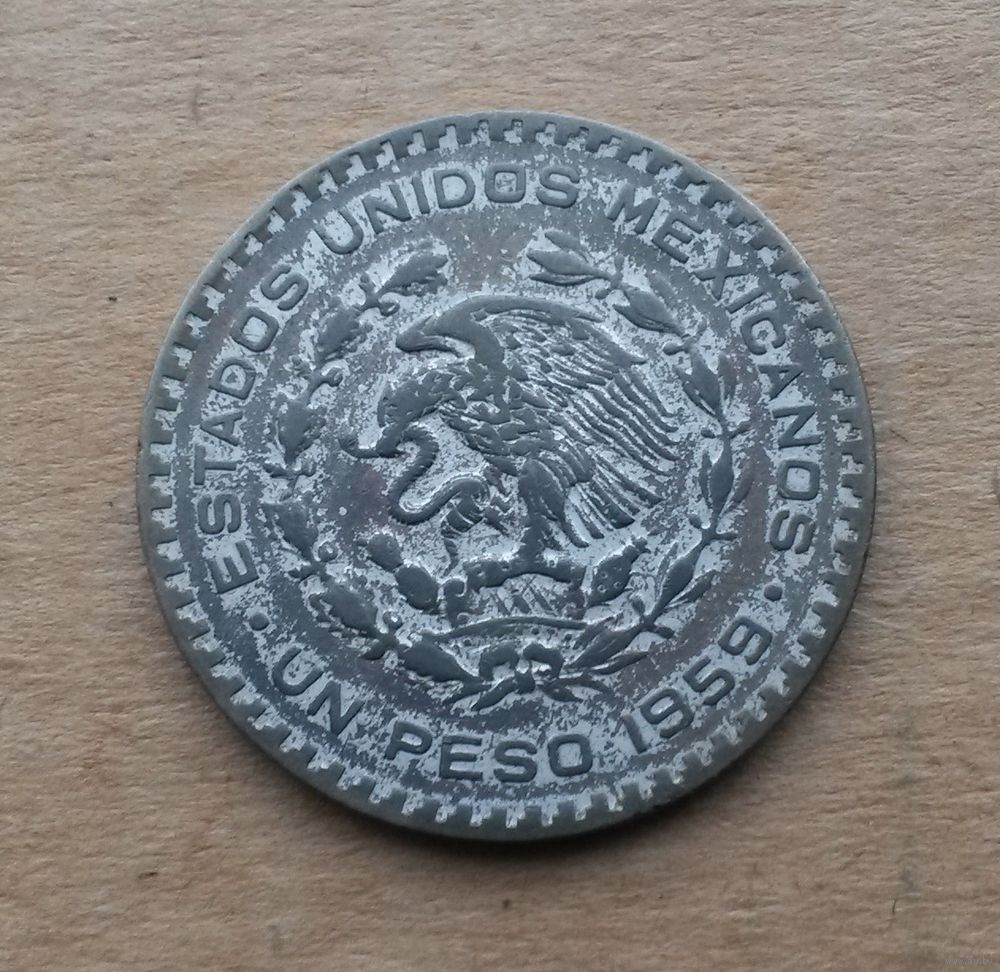 ESTADOS UNIDOS MEXICANOS
· UN PESO 1959 ·